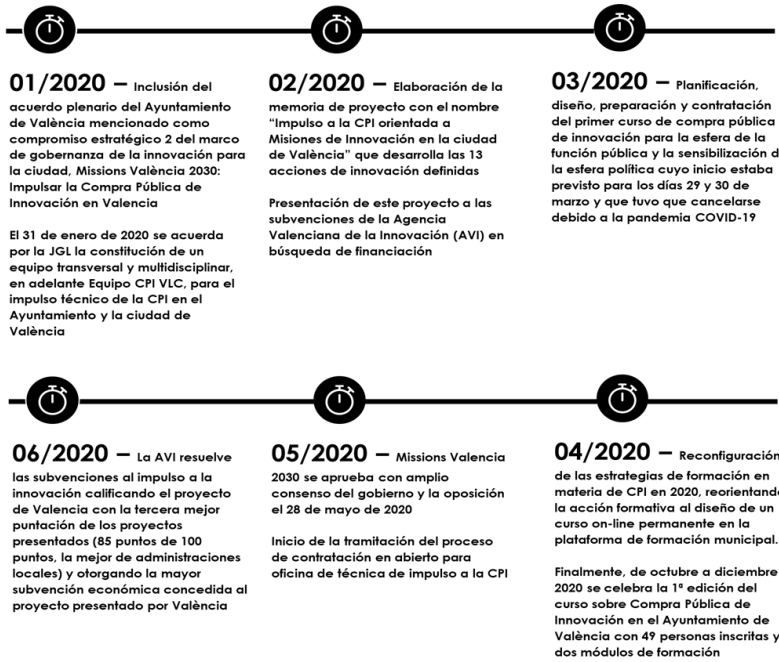 01/2020 – Inclusión del
acuerdo plenario del Ayuntamiento
de València mencionado como
compromiso estratégico 2 del marco
de gobernanza de la innovación para
la ciudad, Missions València 2030:
Impulsar la Compra Pública de
Innovación en Valencia
El 31 de enero de 2020 se acuerda
por la JGL la constitución de un
equipo transversal y multidisciplinar,
en adelante Equipo CPI VLC, para el
impulso técnico de la CPI en el
Ayuntamiento y la ciudad de
València
02/2020 – Elaboración de la
memoria de proyecto con el nombre
“Impulso a la CPI orientada a
Misiones de Innovación en la ciudad
de València” que desarrolla las 13
acciones de innovación definidas
Presentación de este proyecto a las
subvenciones de la Agencia
Valenciana de la Innovación (AVI) en
búsqueda de financiación
03/2020 – Planificación,
diseño, preparación y contratación
del primer curso de compra pública
de innovación para la esfera de la
función pública y la sensibilización d
la esfera política cuyo inicio estaba
previsto para los días 29 y 30 de
marzo y que tuvo que cancelarse
debido a la pandemia COVID-19
06/2020 – La AVI resuelve
las subvenciones al impulso a la
innovación calificando el proyecto
de Valencia con la tercera mejor
puntación de los proyectos
presentados (85 puntos de 100
puntos, la mejor de administraciones
locales) y otorgando la mayor
subvención económica concedida al
proyecto presentado por València
05/2020 – Missions Valencia
2030 se aprueba con amplio
consenso del gobierno y la oposición
el 28 de mayo de 2020
Inicio de la tramitación del proceso
de contratación en abierto para
oficina de técnica de impulso a la CPI
04/2020 – Reconfiguración
de las estrategias de formación en
materia de CPI en 2020, reorientando
la acción formativa al diseño de un
curso on-line permanente en la
plataforma de formación municipal.
Finalmente, de octubre a diciembre
2020 se celebra la 1ª edición del
curso sobre Compra Pública de
Innovación en el Ayuntamiento de
València con 49 personas inscritas y
dos módulos de formación